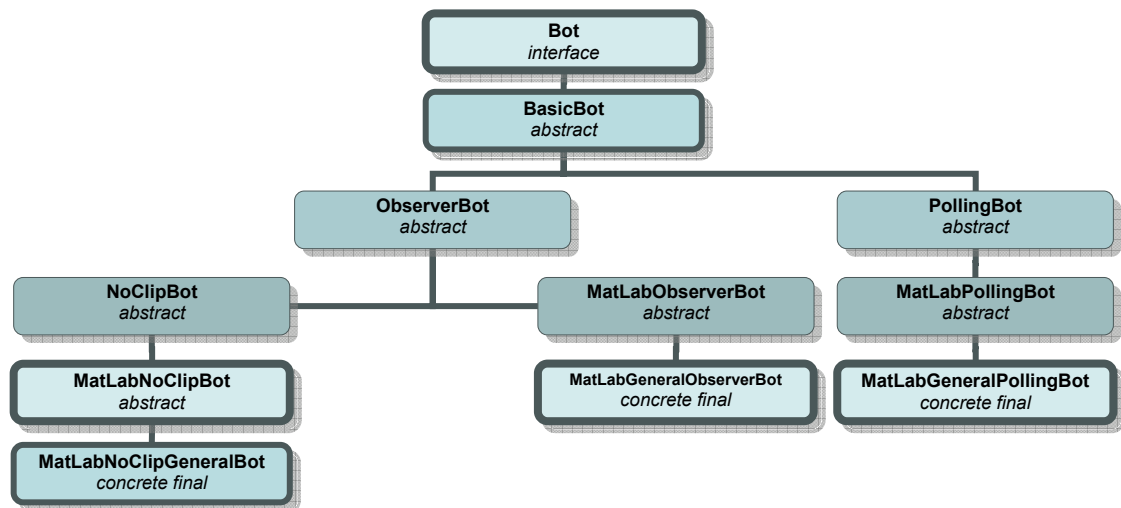 Bot
interface
BasicBot
abstract
ObserverBot
abstract
PollingBot
abstract
NoClipBot
abstract
MatLabObserverBot
abstract
MatLabPollingBot
abstract
MatLabNoClipBot
abstract
MatLabGeneralObserverBot
concrete final
MatLabGeneralPollingBot
concrete final
MatLabNoClipGeneralBot
concrete final